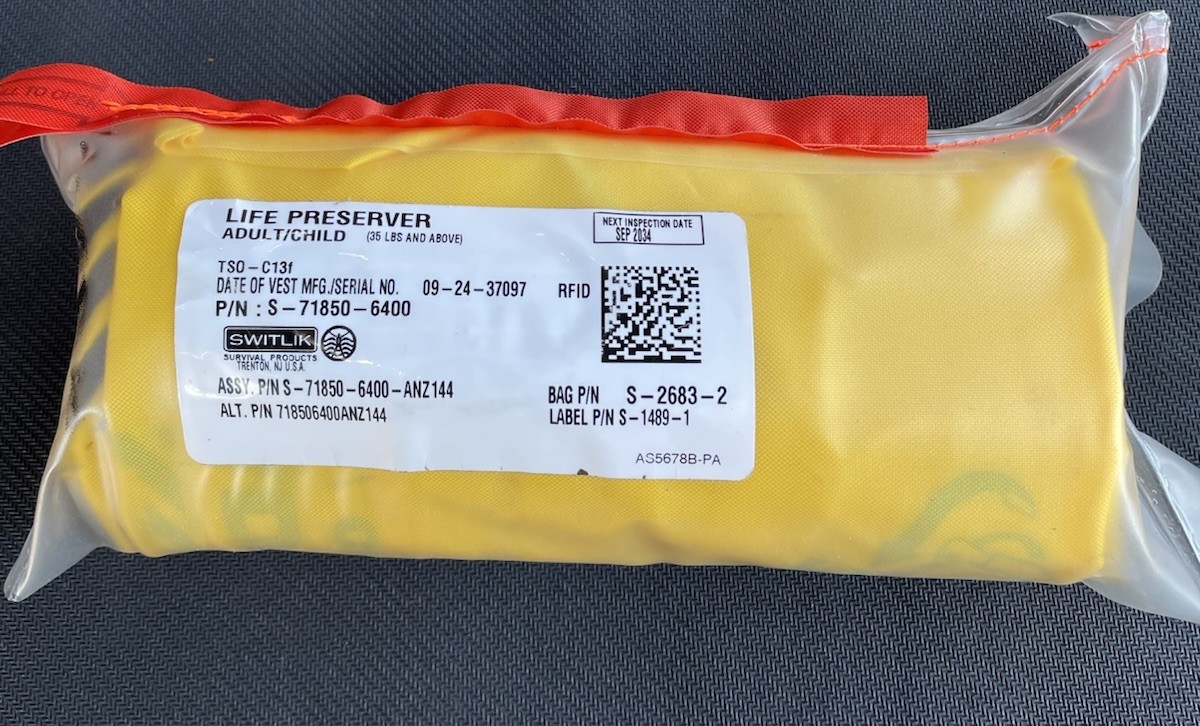 TO OPEN
LIFE PRESERVER
ADULT/CHILD (35 LBS AND ABOVE)
NEXT INSPECTION DATE
SEP 2034
TSO-C13f
DATE OF VEST MFG./SERIAL NO. 09-24-37097
RFID
P/N : S-71850-6400
SWITLIK
SURVIVAL PRODUCTS
TRENTON, NJ U.S.A.
ASSY. P/N S-71850-6400-ANZ144
ALT. P/N 718506400ANZ144
BAG P/N S-2683-2
LABEL P/N S-1489-1
AS5678B-PA